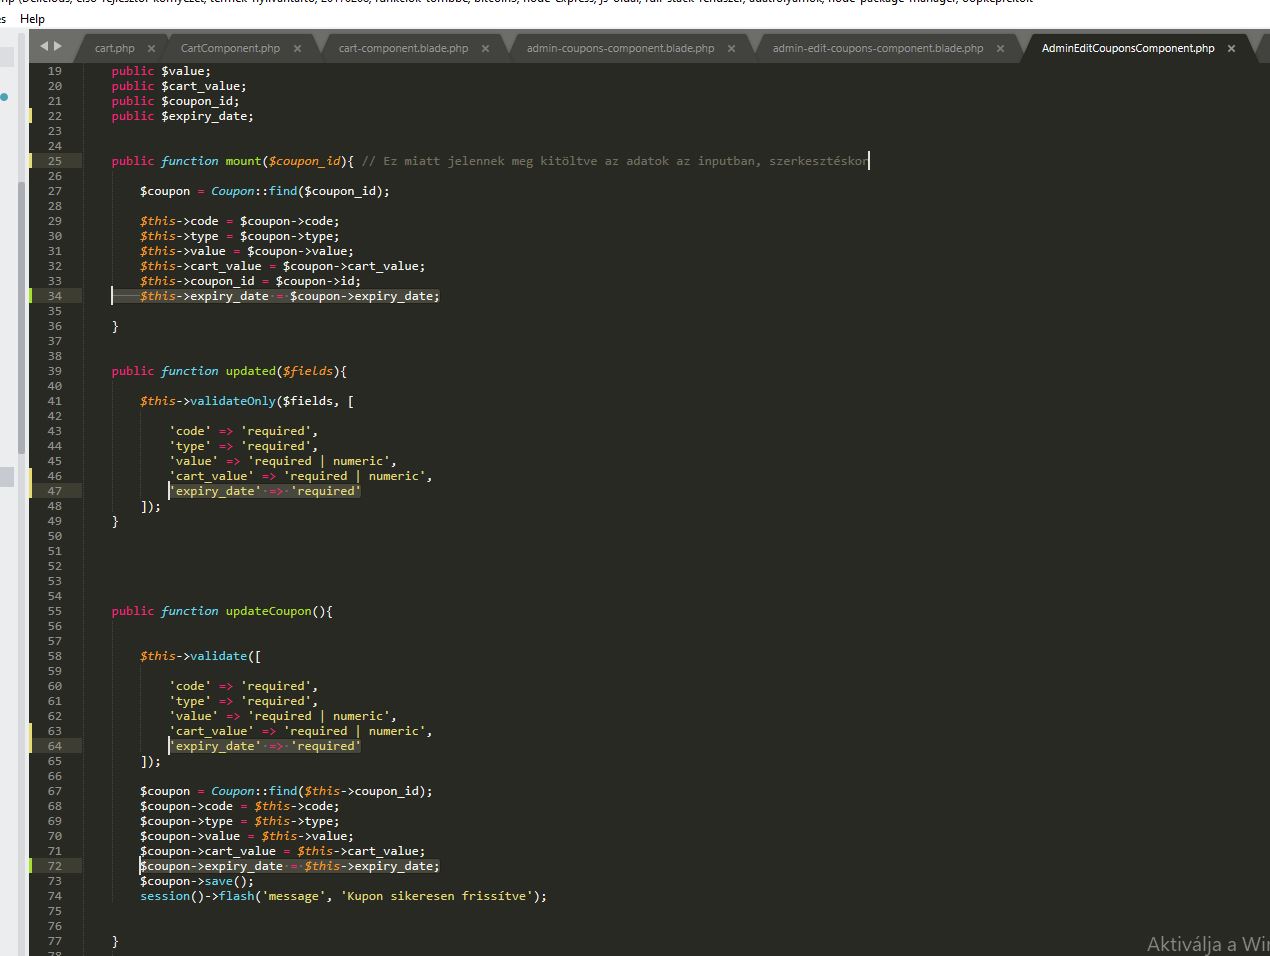 Help
cart.php × CartComponent.php × cart-component.blade.php × admin-coupons-component.blade.php × admin-edit-coupons-component.blade.php × AdminEditCouponsComponent.php ×
19 public $value;
20 public $cart_value;
21 public $coupon_id;
22 public $expiry_date;
23
24
25 public function mount($coupon_id){ // Ez miatt jelennek meg kitöltve az adatok az inputban, szerkesztéskor
26
27 $coupon = Coupon::find($coupon_id);
28
29 $this->code = $coupon->code;
30 $this->type = $coupon->type;
31 $this->value = $coupon->value;
32 $this->cart_value = $coupon->cart_value;
33 $this->coupon_id = $coupon->id;
34 $this->expiry_date = $coupon->expiry_date;
35
36 }
37
38
39 public function updated($fields){
40
41 $this->validateOnly($fields, [
42
43 'code' => 'required',
44 'type' => 'required',
45 'value' => 'required | numeric',
46 'cart_value' => 'required | numeric',
47 'expiry_date' => 'required'
48 ]);
49 }
50
51
52
53
54
55 public function updateCoupon(){
56
57
58 $this->validate([
59
60 'code' => 'required',
61 'type' => 'required',
62 'value' => 'required | numeric',
63 'cart_value' => 'required | numeric',
64 'expiry_date' => 'required'
65 ]);
66
67 $coupon = Coupon::find($this->coupon_id);
68 $coupon->code = $this->code;
69 $coupon->type = $this->type;
70 $coupon->value = $this->value;
71 $coupon->cart_value = $this->cart_value;
72 $coupon->expiry_date = $this->expiry_date;
73 $coupon->save();
74 session()->flash('message', 'Kupon sikeresen frissítve');
75
76
77 }
Aktiválja a Wi